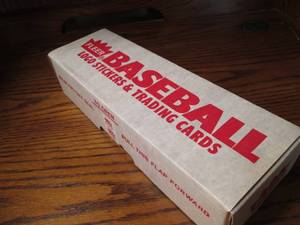 FLEER
BASEBALL
LOGO STICKERS & TRADING CARDS
PULL THIS FLAP FORWARD